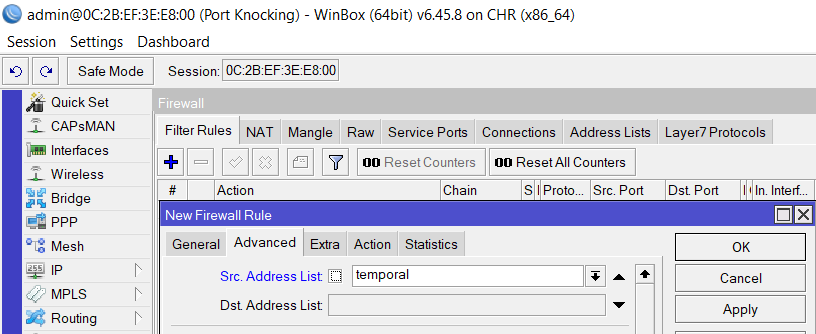 admin@0C:2B:EF:3E:E8:00 (Port Knocking) - WinBox (64bit) v6.45.8 on CHR (x86_64)
Session Settings Dashboard
Safe Mode Session: 0C:2B:EF:3E:E8:00
Quick Set
CAPsMAN
Interfaces
Wireless
Bridge
PPP
Mesh
IP
MPLS
Routing
Firewall
Filter Rules NAT Mangle Raw Service Ports Connections Address Lists Layer7 Protocols
00 Reset Counters 00 Reset All Counters
# Action Chain S Proto... Src. Port Dst. Port In. Interf...
New Firewall Rule
General Advanced Extra Action Statistics
OK
Src. Address List: temporal
Cancel
Dst. Address List:
Apply